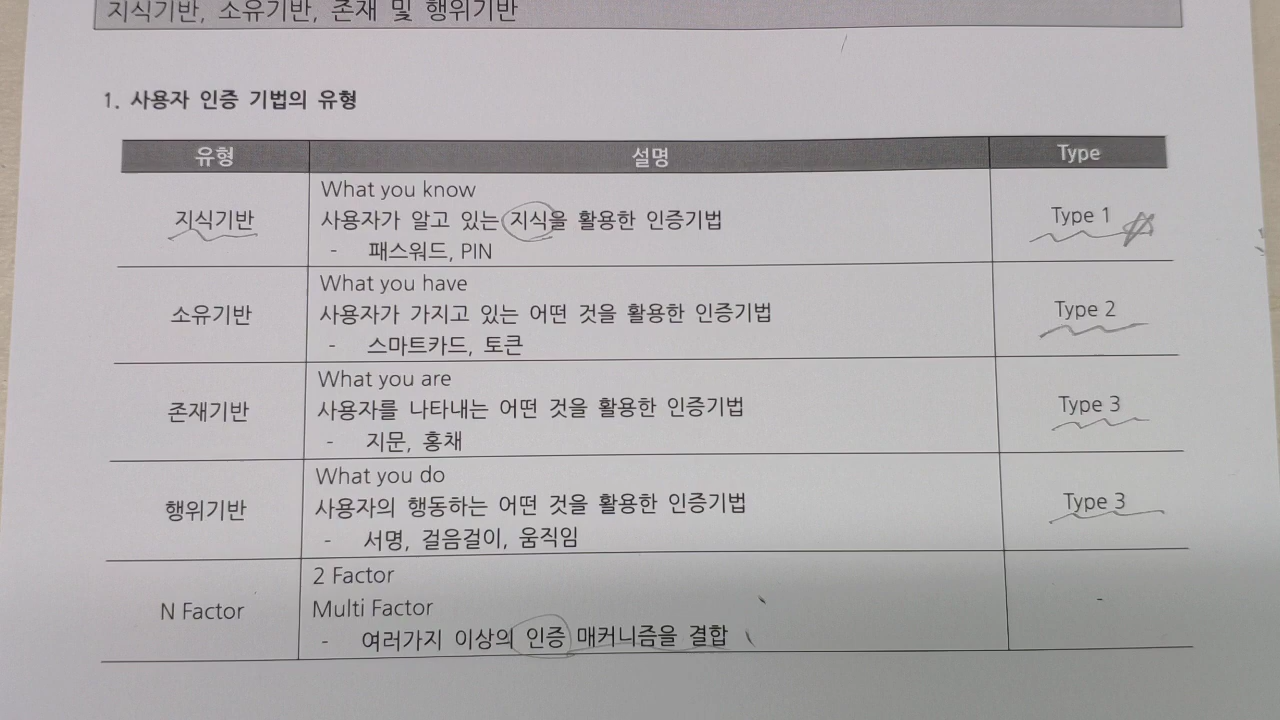 지식기반, 소유기반, 존재 및 행위기반
1. 사용자 인증 기법의 유형
유형 설명 Type
What you know
지식기반 사용자가 알고 있는 지식을 활용한 인증기법 Type 1
- 패스워드, PIN
What you have
소유기반 사용자가 가지고 있는 어떤 것을 활용한 인증기법 Type 2
- 스마트카드, 토큰
What you are
존재기반 사용자를 나타내는 어떤 것을 활용한 인증기법 Type 3
- 지문, 홍채
What you do
행위기반 사용자의 행동하는 어떤 것을 활용한 인증기법 Type 3
- 서명, 걸음걸이, 움직임
2 Factor
N Factor Multi Factor -
- 여러가지 이상의 인증 매커니즘을 결합